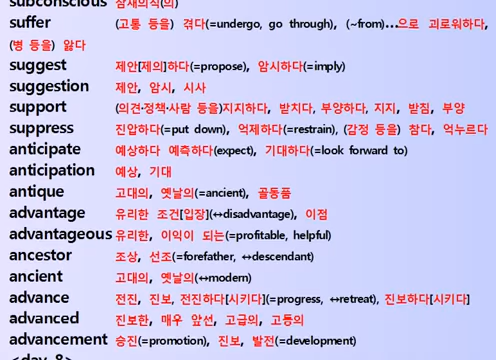 subconscious 잠재의식(의)
suffer (고통 등을) 겪다(=undergo, go through), (~from)...으로 괴로워하다,
(병 등을) 앓다
suggest 제안[제의]하다(=propose), 암시하다(=imply)
suggestion 제안, 암시, 시사
support (의견·정책·사람 등을)지지하다, 받치다, 부양하다, 지지, 받침, 부양
suppress 진압하다(=put down), 억제하다(=restrain), (감정 등을) 참다, 억누르다
anticipate 예상하다 예측하다(expect), 기대하다(=look forward to)
anticipation 예상, 기대
antique 고대의, 옛날의(=ancient), 골동품
advantage 유리한 조건[입장](↔disadvantage), 이점
advantageous 유리한, 이익이 되는(=profitable, helpful)
ancestor 조상, 선조(=forefather, ↔descendant)
ancient 고대의, 옛날의(↔modern)
advance 전진, 진보, 전진하다[시키다](=progress, ↔retreat), 진보하다[시키다]
advanced 진보한, 매우 앞선, 고급의, 고등의
advancement 승진(=promotion), 진보, 발전(=development)
<day 8>